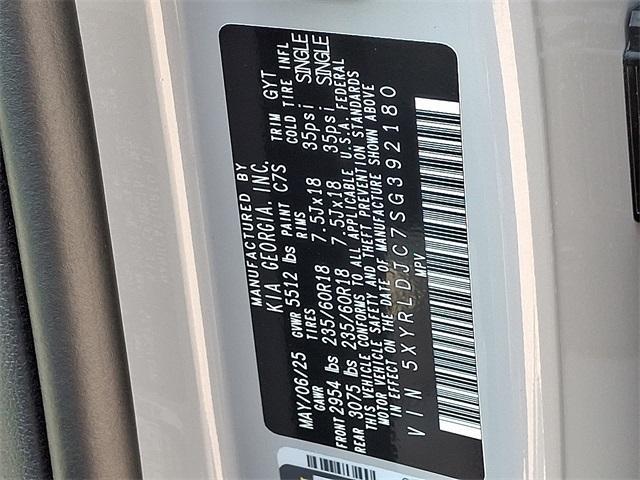 MANUFACTURED BY
KIA GEORGIA, INC.
MAY/06/25 GVWR 5512 lbs PAINT C7S TRIM GYT
GAWR TIRES RIMS COLD TIRE INFL
FRONT 2954 lbs 235/60R18 7.5Jx18 35psi SINGLE
REAR 3075 lbs 235/60R18 7.5Jx18 35psi SINGLE
THIS VEHICLE CONFORMS TO ALL APPLICABLE U.S.A. FEDERAL
MOTOR VEHICLE SAFETY AND THEFT PREVENTION STANDARDS
IN EFFECT ON THE DATE OF MANUFACTURE SHOWN ABOVE
VIN 5XYRLDJC7SG392180
MPV